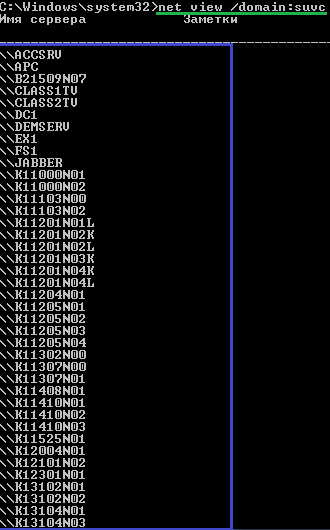 C:\Windows\system32>net view /domain:suvc
Имя сервера Заметки
\\ACCSRV
\\APC
\\B21509N07
\\CLASS1TV
\\CLASS2TV
\\DC1
\\DEMSERV
\\EX1
\\FS1
\\JABBER
\\K11000N01
\\K11000N02
\\K11103N00
\\K11103N02
\\K11201N01L
\\K11201N02K
\\K11201N02L
\\K11201N03K
\\K11201N04K
\\K11201N04L
\\K11204N01
\\K11205N01
\\K11205N02
\\K11205N03
\\K11205N04
\\K11302N00
\\K11307N00
\\K11307N01
\\K11408N01
\\K11410N01
\\K11410N02
\\K11410N03
\\K11525N01
\\K12004N01
\\K12101N02
\\K12301N01
\\K13102N01
\\K13102N02
\\K13104N01
\\K13104N03